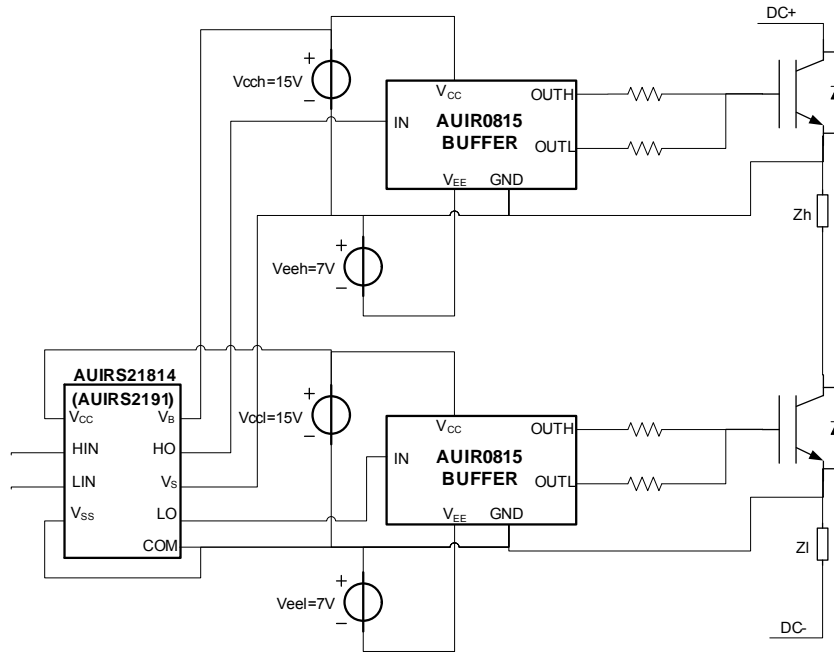 DC+
Vcch=15V
+
−
VCC
OUTH
IN
AUIR0815
BUFFER
OUTL
VEE
GND
Z
Zh
+
Veeh=7V
−
AUIRS21814
(AUIRS2191)
VCC
VB
HIN
HO
LIN
VS
VSS
LO
COM
+
Vccl=15V
−
VCC
OUTH
IN
AUIR0815
BUFFER
OUTL
VEE
GND
Z
Zl
+
Veel=7V
−
DC-